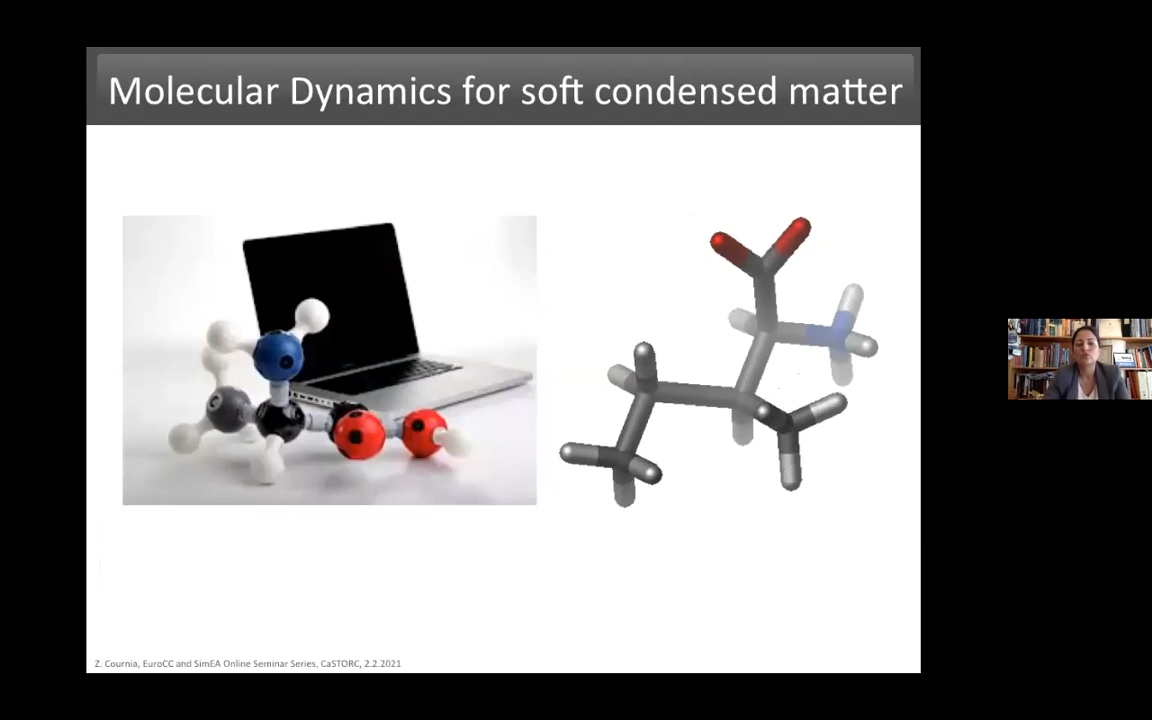 Molecular Dynamics for soft condensed matter
Z. Cournia, EuroCC and SimEA Online Seminar Series, CaSTORC, 2.2.2021